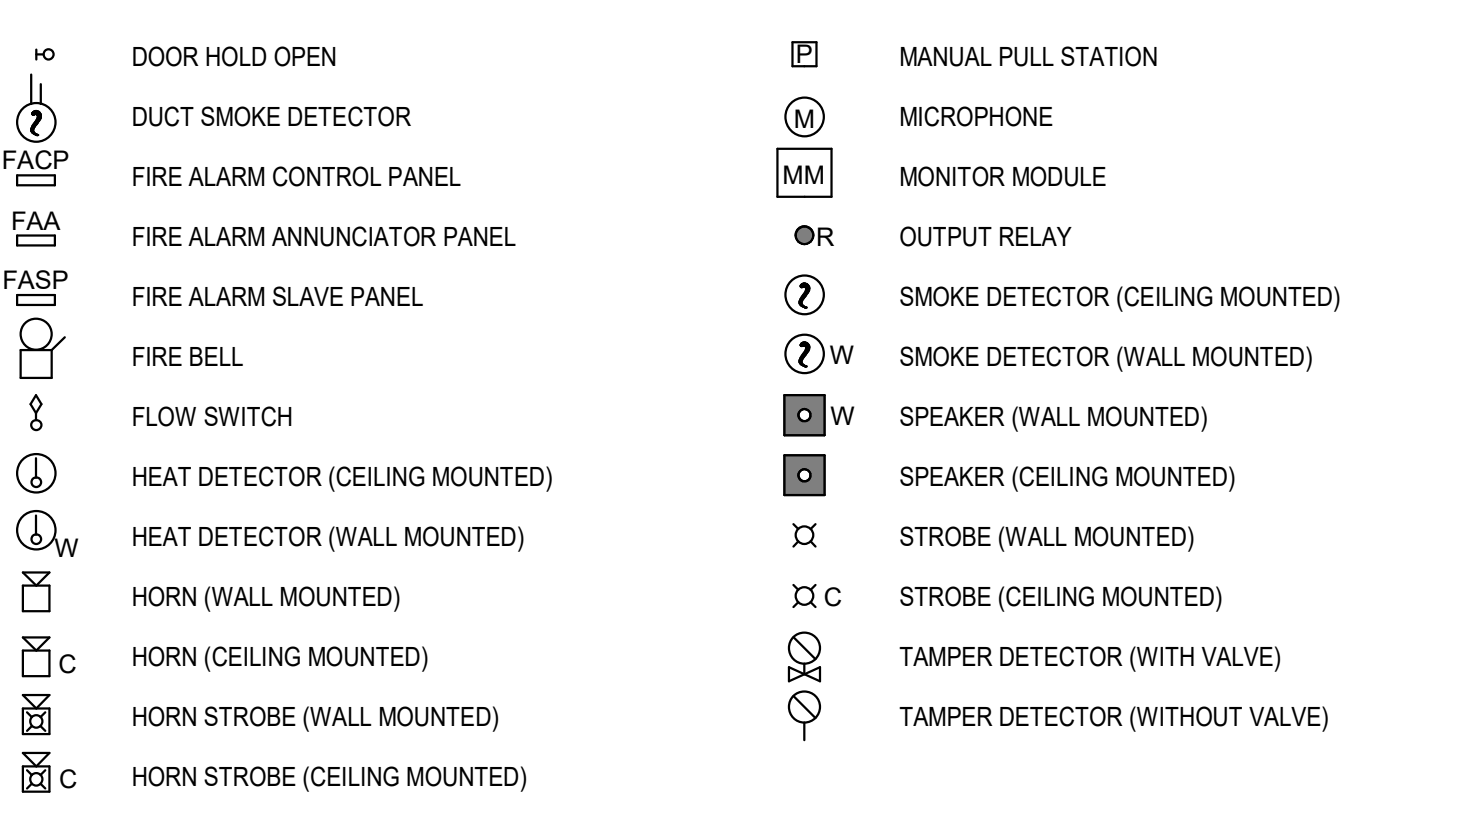 DOOR HOLD OPEN
DUCT SMOKE DETECTOR
FACP FIRE ALARM CONTROL PANEL
FAA FIRE ALARM ANNUNCIATOR PANEL
FASP FIRE ALARM SLAVE PANEL
FIRE BELL
FLOW SWITCH
HEAT DETECTOR (CEILING MOUNTED)
W HEAT DETECTOR (WALL MOUNTED)
HORN (WALL MOUNTED)
C HORN (CEILING MOUNTED)
HORN STROBE (WALL MOUNTED)
C HORN STROBE (CEILING MOUNTED)
P MANUAL PULL STATION
M MICROPHONE
MM MONITOR MODULE
R OUTPUT RELAY
SMOKE DETECTOR (CEILING MOUNTED)
W SMOKE DETECTOR (WALL MOUNTED)
W SPEAKER (WALL MOUNTED)
SPEAKER (CEILING MOUNTED)
STROBE (WALL MOUNTED)
C STROBE (CEILING MOUNTED)
TAMPER DETECTOR (WITH VALVE)
TAMPER DETECTOR (WITHOUT VALVE)